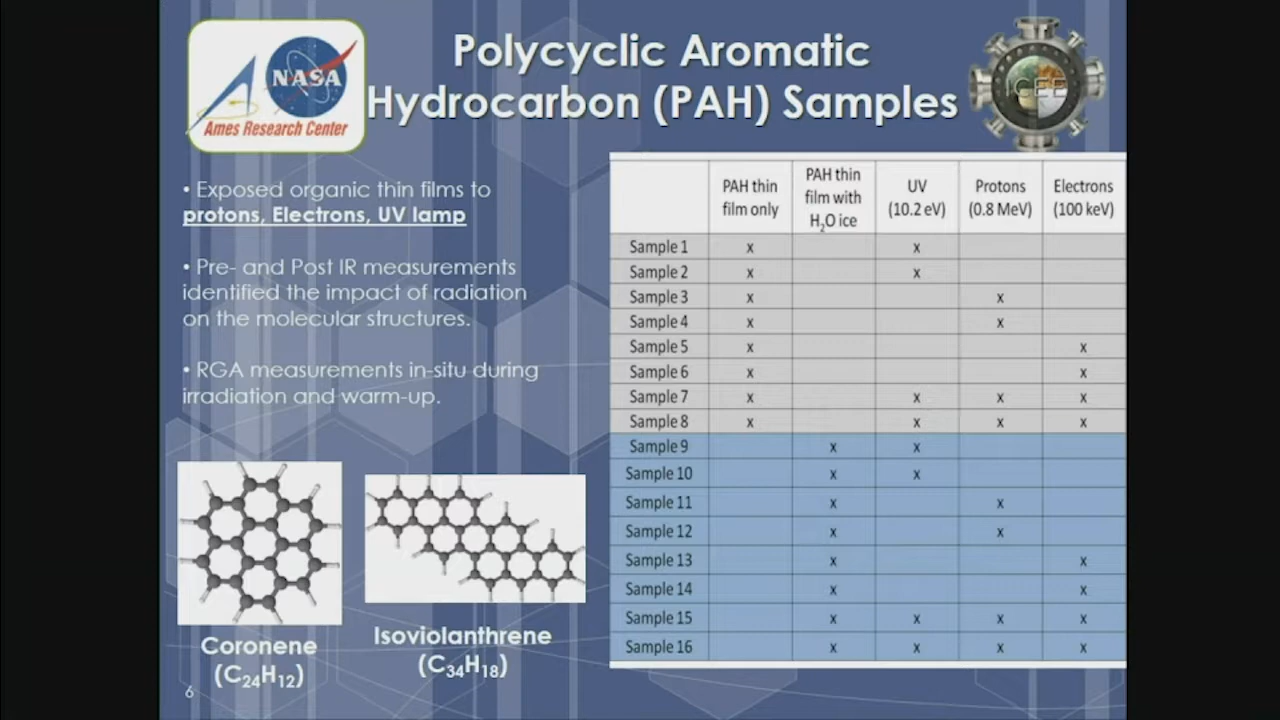 NASA
Ames Research Center
Polycyclic Aromatic
Hydrocarbon (PAH) Samples
ICEE
• Exposed organic thin films to
protons, Electrons, UV lamp
• Pre- and Post IR measurements
identified the impact of radiation
on the molecular structures.
• RGA measurements in-situ during
irradiation and warm-up.
Coronene
(C₂₄H₁₂)
Isoviolanthrene
(C₃₄H₁₈)
6
PAH thin film only | PAH thin film with H₂O ice | UV (10.2 eV) | Protons (0.8 MeV) | Electrons (100 keV)
Sample 1 | x | | x | |
Sample 2 | x | | x | |
Sample 3 | x | | | x |
Sample 4 | x | | | x |
Sample 5 | x | | | | x
Sample 6 | x | | | | x
Sample 7 | x | | x | x | x
Sample 8 | x | | x | x | x
Sample 9 | | x | x | |
Sample 10 | | x | x | |
Sample 11 | | x | | x |
Sample 12 | | x | | x |
Sample 13 | | x | | | x
Sample 14 | | x | | | x
Sample 15 | | x | x | x | x
Sample 16 | | x | x | x | x